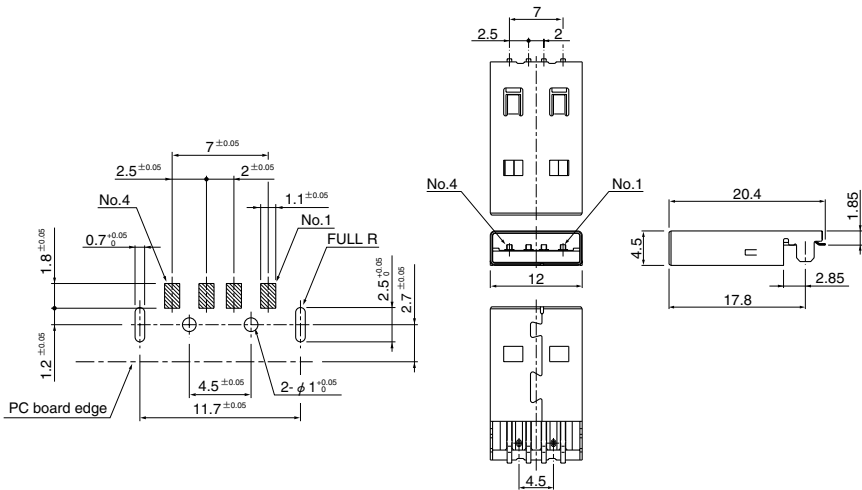 7
2.5
2
7 ±0.05
2.5 ±0.05
2 ±0.05
No.4
1.1 ±0.05
No.1
0.7 +0.05 0
FULL R
1.8 ±0.05
2.5 +0.05 0
2.7 ±0.05
1.2 ±0.05
4.5 ±0.05
2- φ 1 +0.05 0
PC board edge
11.7 ±0.05
No.4
No.1
4.5
12
20.4
1.85
2.85
17.8
4.5